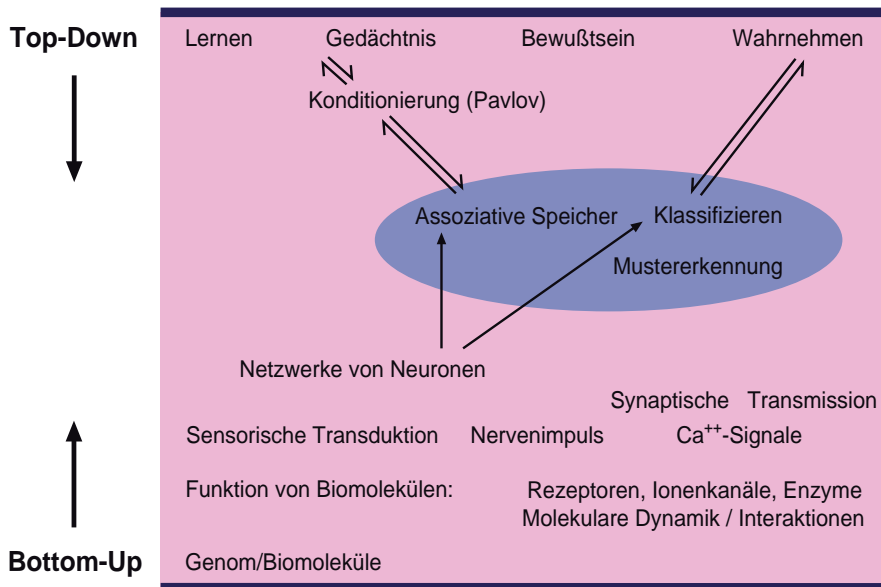 Top-Down Lernen Gedächtnis Bewußtsein Wahrnehmen
Konditionierung (Pavlov)
Assoziative Speicher Klassifizieren
Mustererkennung
Netzwerke von Neuronen
Synaptische Transmission
Sensorische Transduktion Nervenimpuls Ca⁺⁺-Signale
Funktion von Biomolekülen: Rezeptoren, Ionenkanäle, Enzyme
Molekulare Dynamik / Interaktionen
Bottom-Up Genom/Biomoleküle